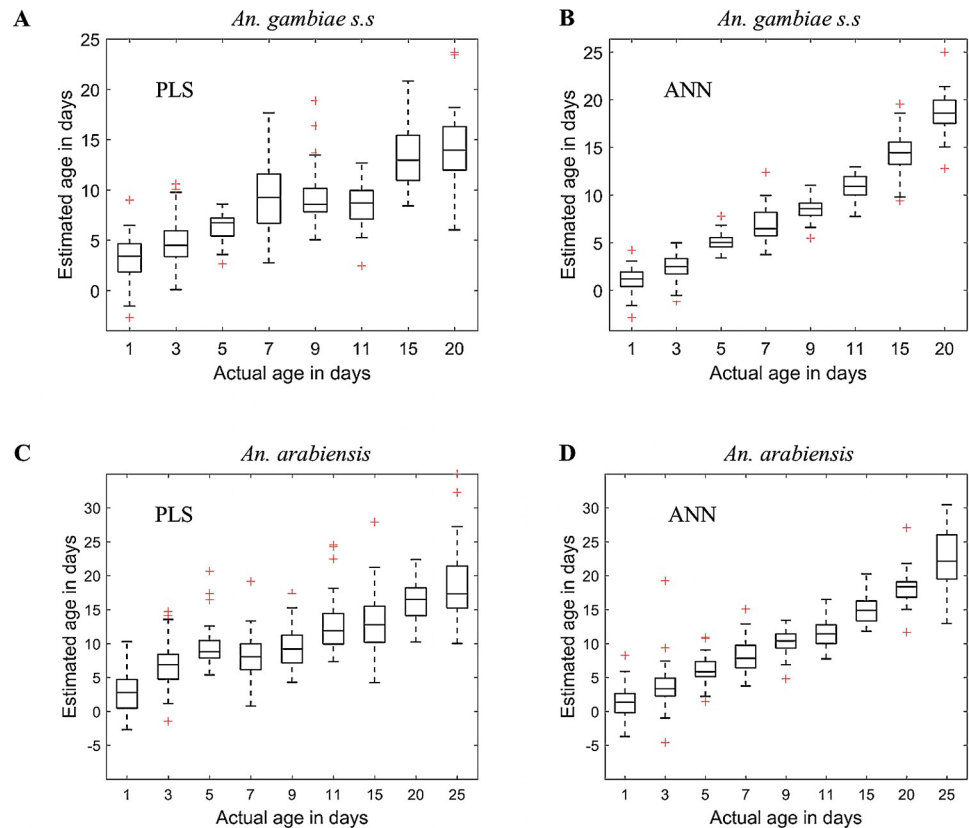 A
An. gambiae s.s
PLS
Estimated age in days
25
20
15
10
5
0
1 3 5 7 9 11 15 20
Actual age in days
B
An. gambiae s.s
ANN
Estimated age in days
25
20
15
10
5
0
1 3 5 7 9 11 15 20
Actual age in days
C
An. arabiensis
PLS
Estimated age in days
30
25
20
15
10
5
0
-5
1 3 5 7 9 11 15 20 25
Actual age in days
D
An. arabiensis
ANN
Estimated age in days
30
25
20
15
10
5
0
-5
1 3 5 7 9 11 15 20 25
Actual age in days